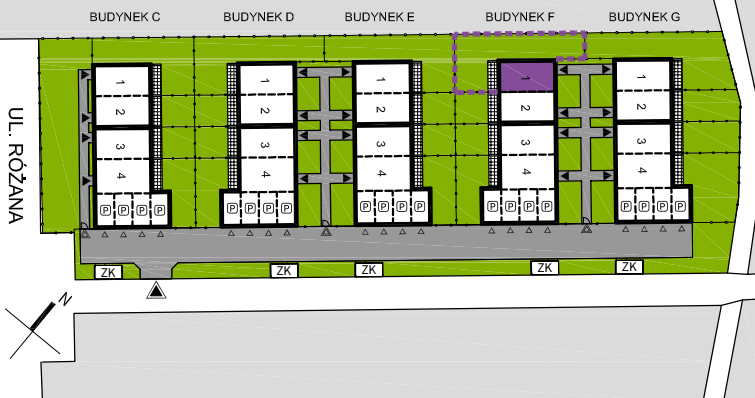 BUDYNEK C BUDYNEK D BUDYNEK E BUDYNEK F BUDYNEK G
UL. RÓŻANA
1 1 1 1 1
2 2 2 2 2
3 3 3 3 3
4 4 4 4 4
P P P P P P P P P P P P P P P P P P P P
ZK ZK ZK ZK ZK
N